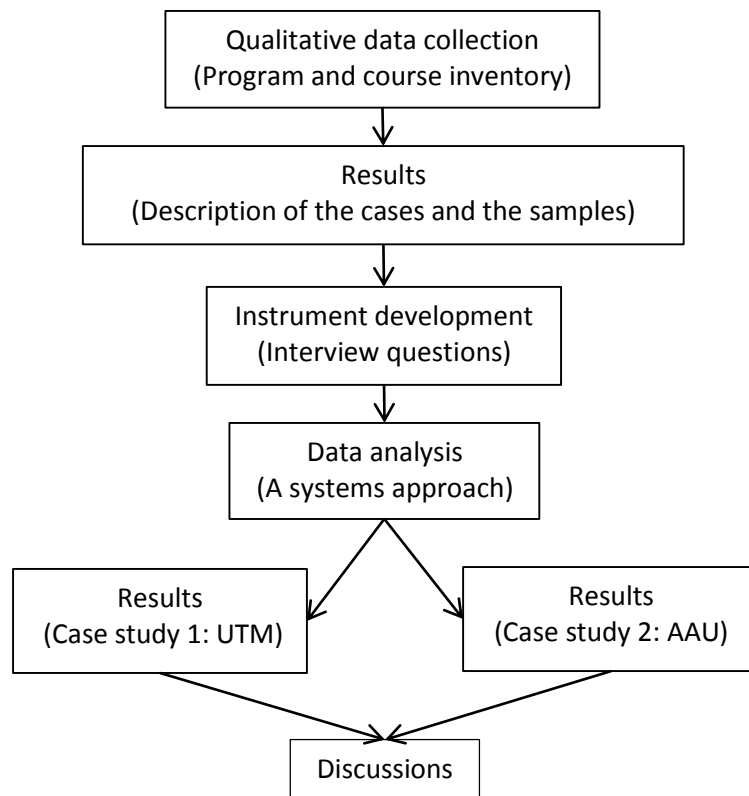 Qualitative data collection
(Program and course inventory)
Results
(Description of the cases and the samples)
Instrument development
(Interview questions)
Data analysis
(A systems approach)
Results
(Case study 1: UTM)
Results
(Case study 2: AAU)
Discussions